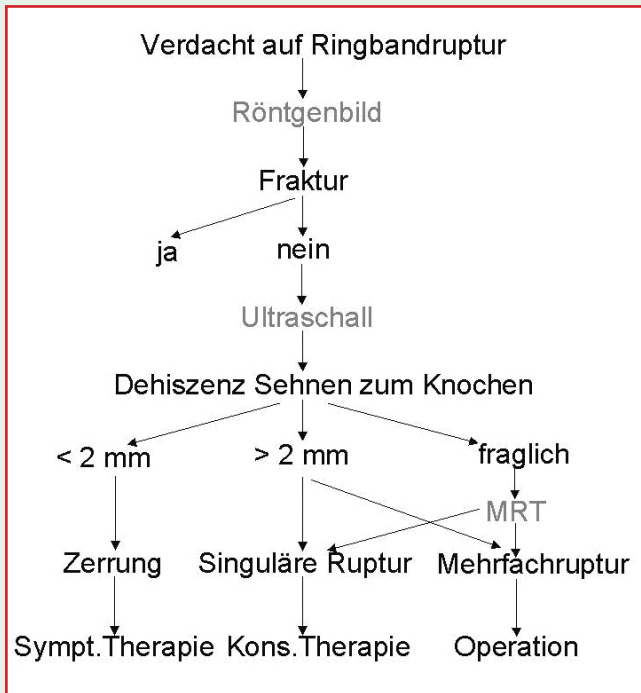 Verdacht auf Ringbandruptur
Röntgenbild
Fraktur
ja nein
Ultraschall
Dehiszenz Sehnen zum Knochen
< 2 mm > 2 mm fraglich
MRT
Zerrung Singuläre Ruptur Mehrfachruptur
Sympt.Therapie Kons.Therapie Operation